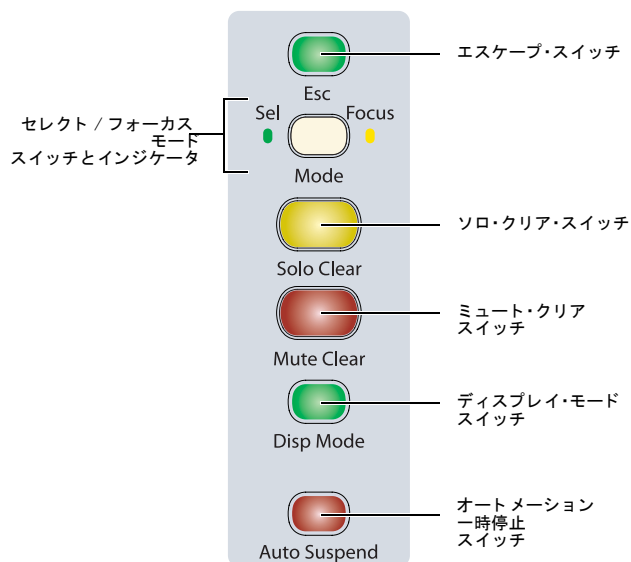 エスケープ・スイッチ
Esc
Sel
Focus
セレクト / フォーカス
モード
スイッチとインジケータ
Mode
ソロ・クリア・スイッチ
Solo Clear
ミュート・クリア
スイッチ
Mute Clear
ディスプレイ・モード
スイッチ
Disp Mode
オートメーション
一時停止
スイッチ
Auto Suspend